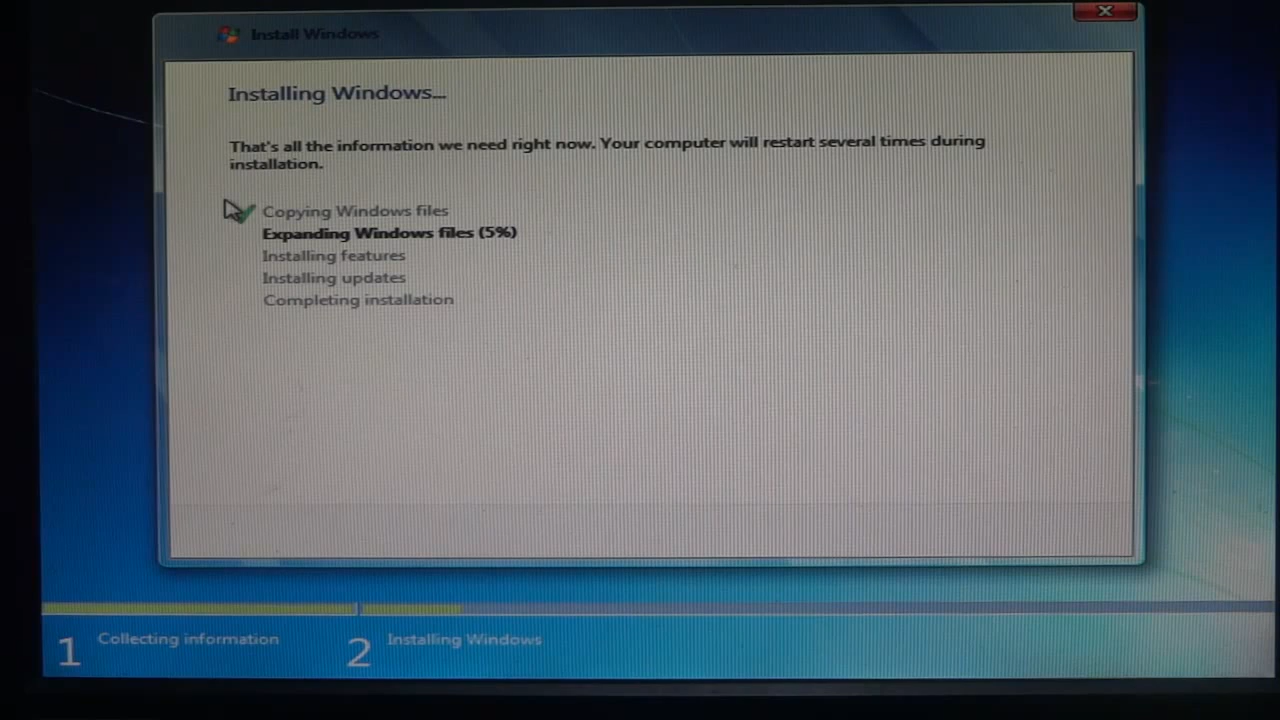 Install Windows
Installing Windows...
That's all the information we need right now. Your computer will restart several times during
installation.
Copying Windows files
Expanding Windows files (5%)
Installing features
Installing updates
Completing installation
1 Collecting information
2 Installing Windows